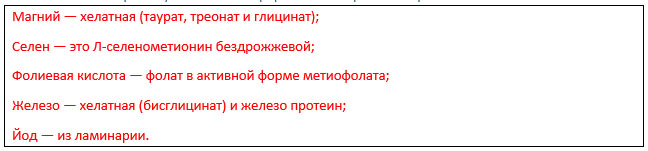 Магний — хелатная (таурат, треонат и глицинат);
Селен — это Л-селенометионин бездрожжевой;
Фолиевая кислота — фолат в активной форме метиофолата;
Железо — хелатная (бисглицинат) и железо протеин;
Йод — из ламинарии.